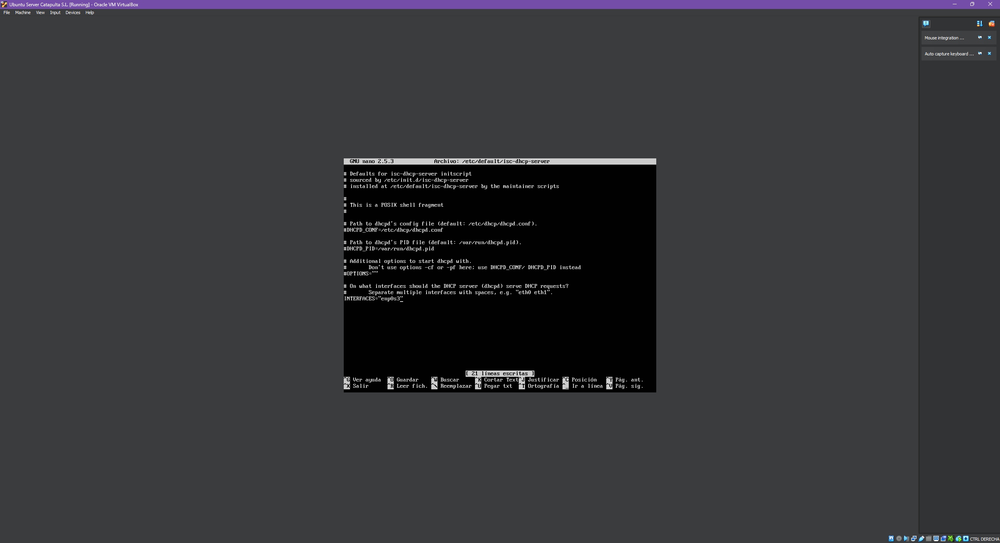 Ubuntu Server Catapulta S.L. [Running] - Oracle VM VirtualBox
File Machine View Input Devices Help
Mouse integration ...
Auto capture keyboard ...
GNU nano 2.5.3 Archivo: /etc/default/isc-dhcp-server
# Defaults for isc-dhcp-server initscript
# sourced by /etc/init.d/isc-dhcp-server
# installed at /etc/default/isc-dhcp-server by the maintainer scripts
#
# This is a POSIX shell fragment
#
# Path to dhcpd's config file (default: /etc/dhcp/dhcpd.conf).
#DHCPD_CONF=/etc/dhcp/dhcpd.conf
# Path to dhcpd's PID file (default: /var/run/dhcpd.pid).
#DHCPD_PID=/var/run/dhcpd.pid
# Additional options to start dhcpd with.
# Don't use options -cf or -pf here; use DHCPD_CONF/ DHCPD_PID instead
#OPTIONS=""
# On what interfaces should the DHCP server (dhcpd) serve DHCP requests?
# Separate multiple interfaces with spaces, e.g. "eth0 eth1".
INTERFACES="enp0s3"
[ 21 líneas escritas ]
^G Ver ayuda ^O Guardar ^W Buscar ^K Cortar Text ^J Justificar ^C Posición ^Y Pág. ant.
^X Salir ^R Leer fich. ^\ Reemplazar ^U Pegar txt ^T Ortografía ^_ Ir a línea ^V Pág. sig.
CTRL DERECHA